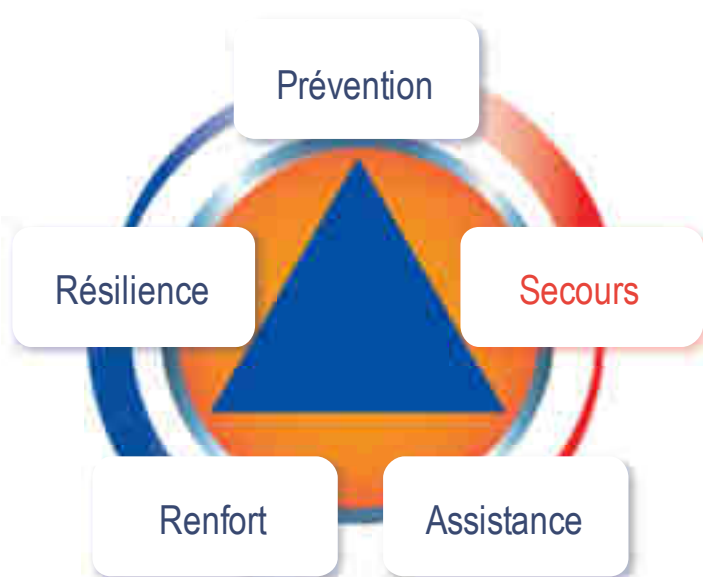 Prévention
Résilience
Secours
Renfort
Assistance